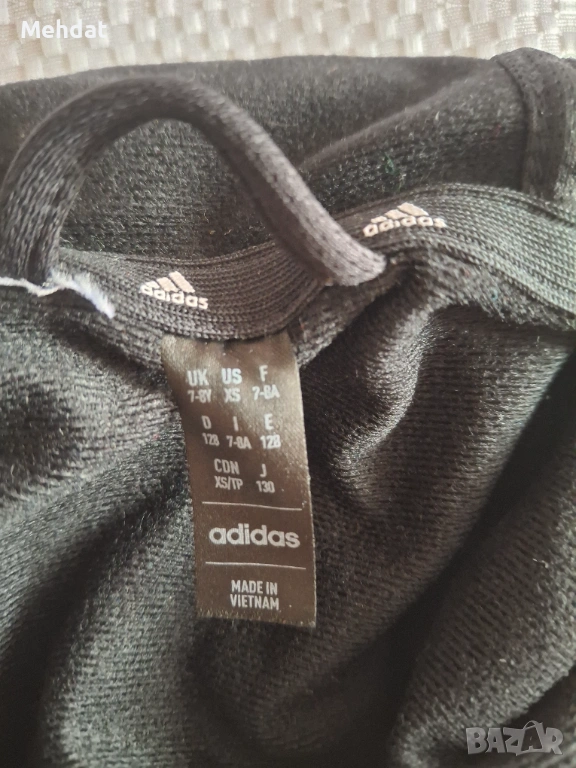 Mehdat
adidas
adidas
UK US F
7-8Y XS 7-8A
D I E
128 7-8A 128
CDN J
XS/TP 130
adidas
MADE IN
VIETNAM
BAZAR